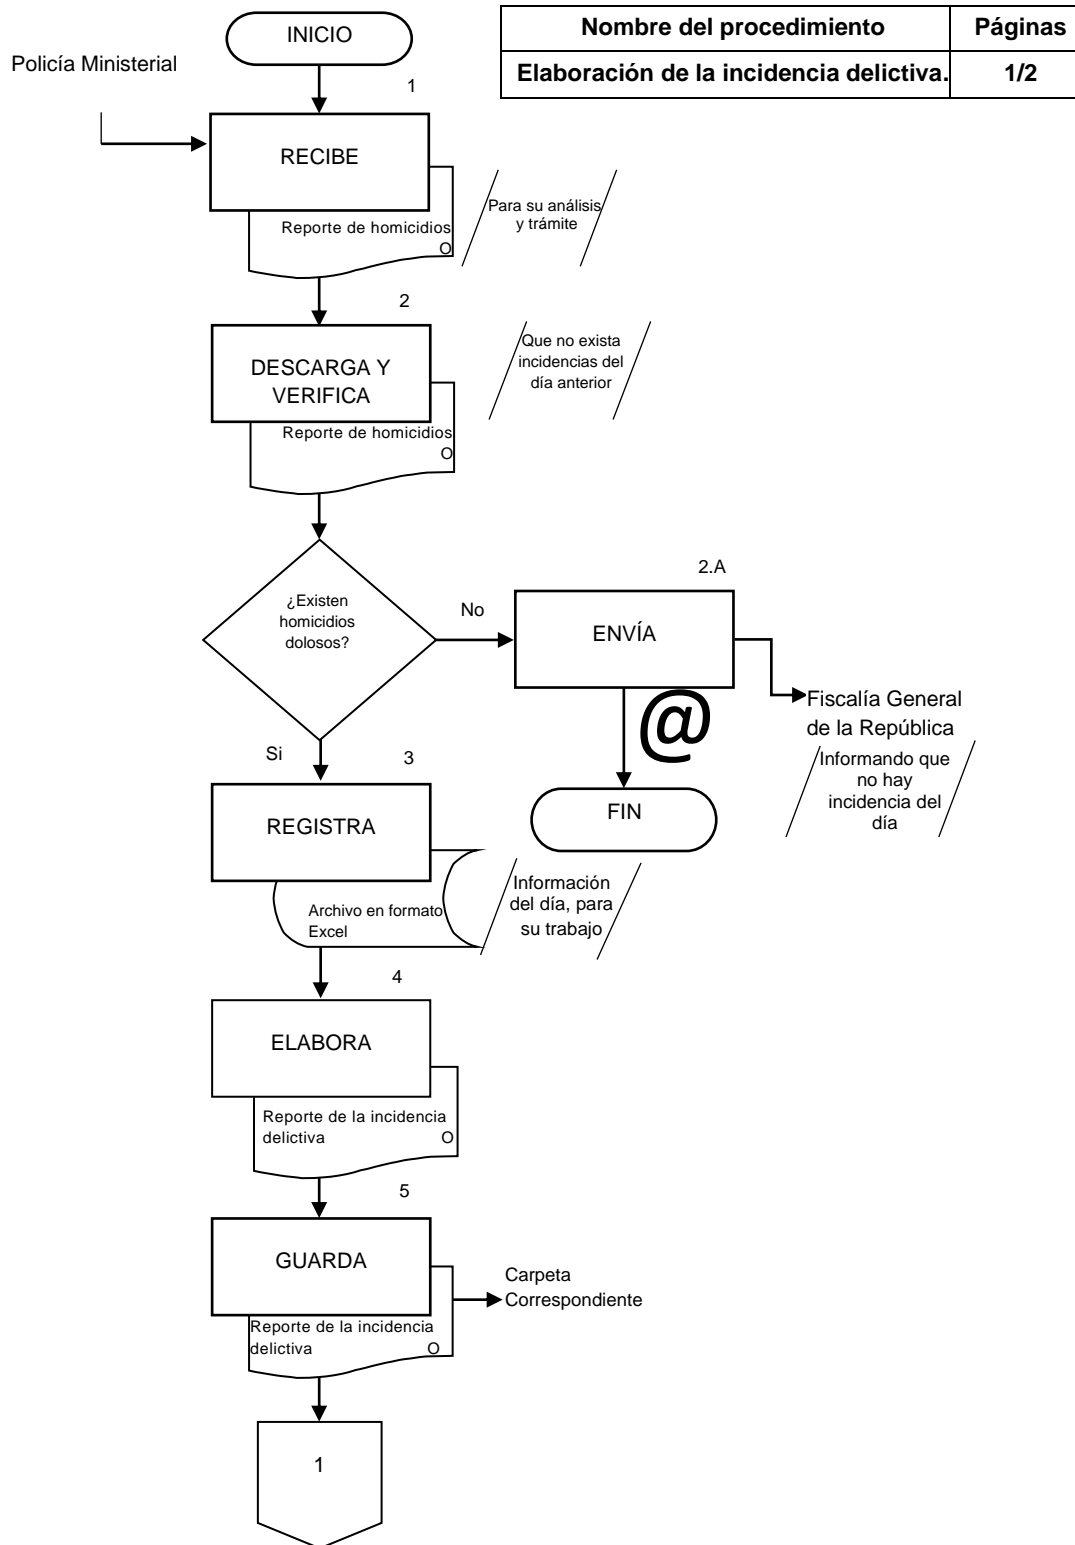 INICIO
Nombre del procedimiento Páginas
Elaboración de la incidencia delictiva. 1/2
Policía Ministerial
1
RECIBE
Reporte de homicidios
O
Para su análisis
y trámite
2
DESCARGA Y
VERIFICA
Reporte de homicidios
O
Que no exista
incidencias del
día anterior
¿Existen
homicidios
dolosos?
No
2.A
ENVÍA
@
Fiscalía General
de la República
Informando que
no hay
incidencia del
día
FIN
Si
3
REGISTRA
Archivo en formato
Excel
Información
del día, para
su trabajo
4
ELABORA
Reporte de la incidencia
delictiva O
5
GUARDA
Reporte de la incidencia
delictiva O
Carpeta
Correspondiente
1